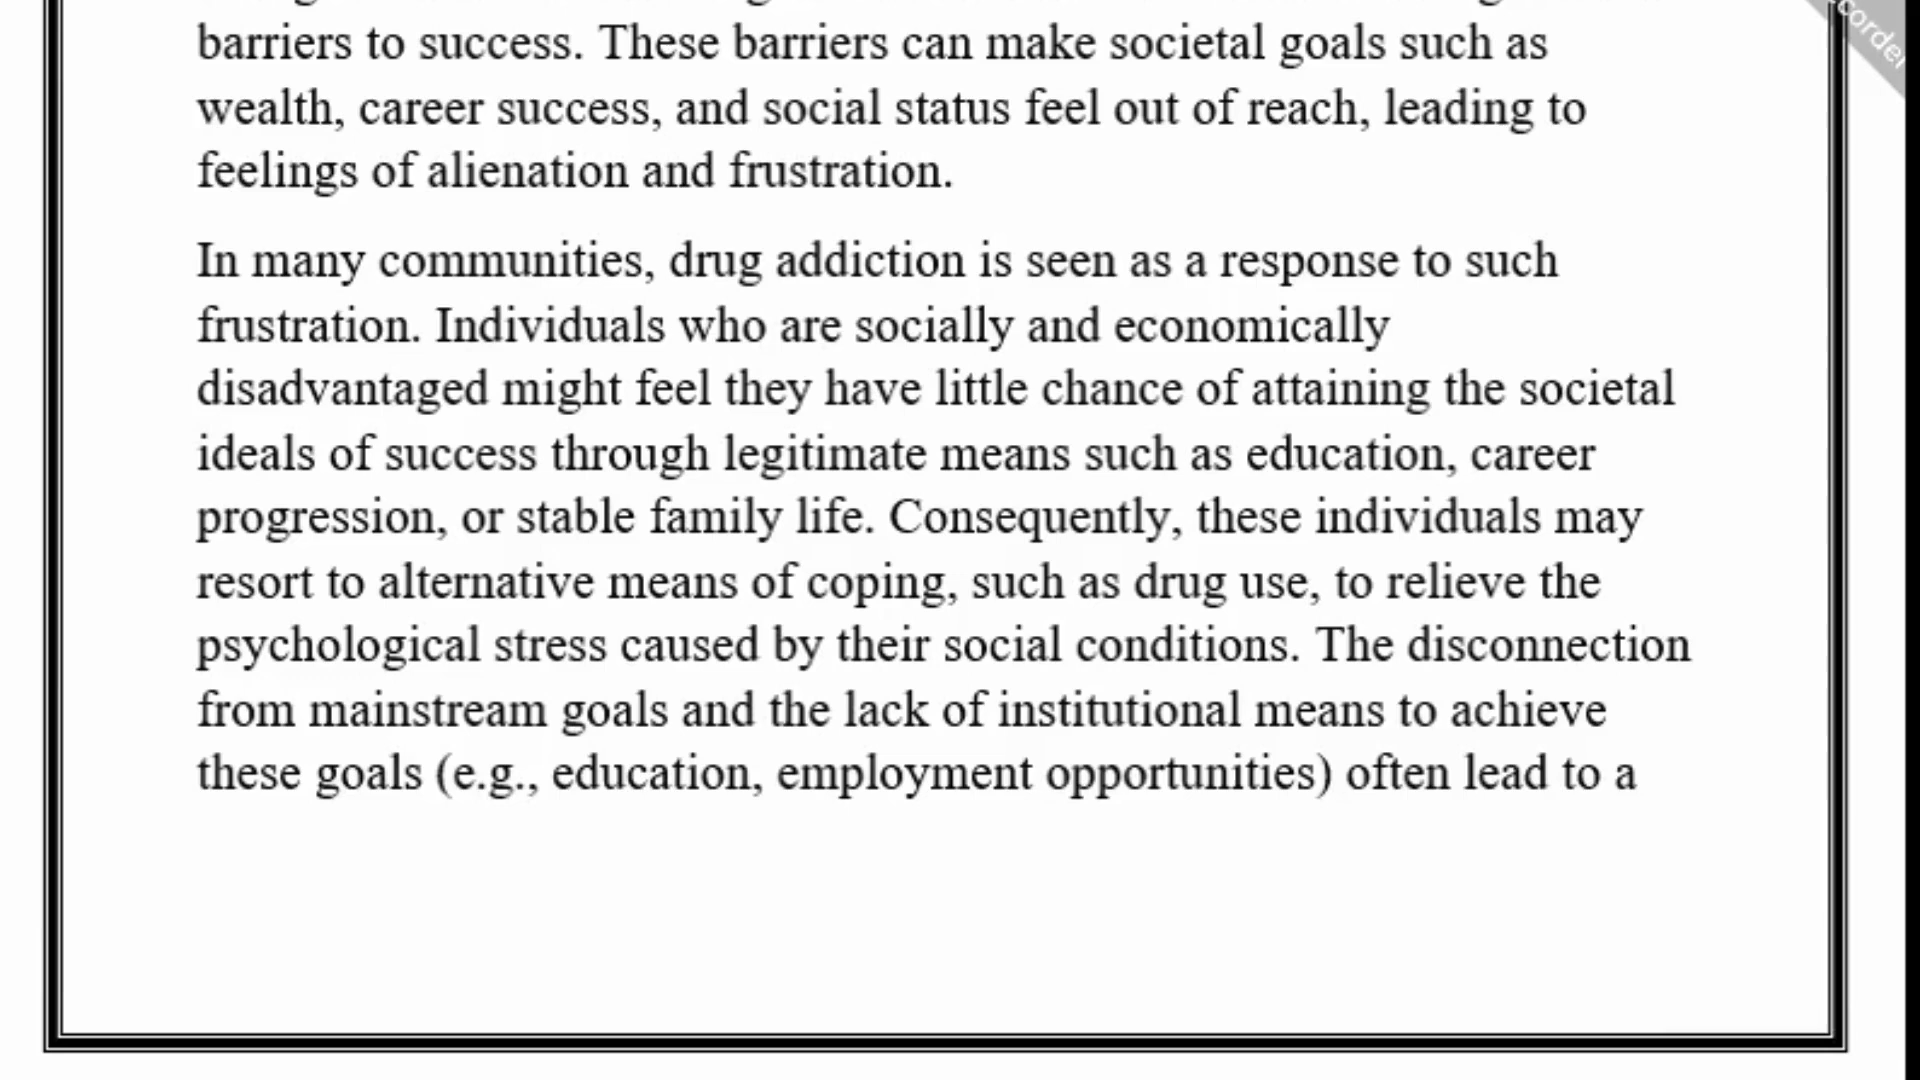 barriers to success. These barriers can make societal goals such as
wealth, career success, and social status feel out of reach, leading to
feelings of alienation and frustration.
In many communities, drug addiction is seen as a response to such
frustration. Individuals who are socially and economically
disadvantaged might feel they have little chance of attaining the societal
ideals of success through legitimate means such as education, career
progression, or stable family life. Consequently, these individuals may
resort to alternative means of coping, such as drug use, to relieve the
psychological stress caused by their social conditions. The disconnection
from mainstream goals and the lack of institutional means to achieve
these goals (e.g., education, employment opportunities) often lead to a